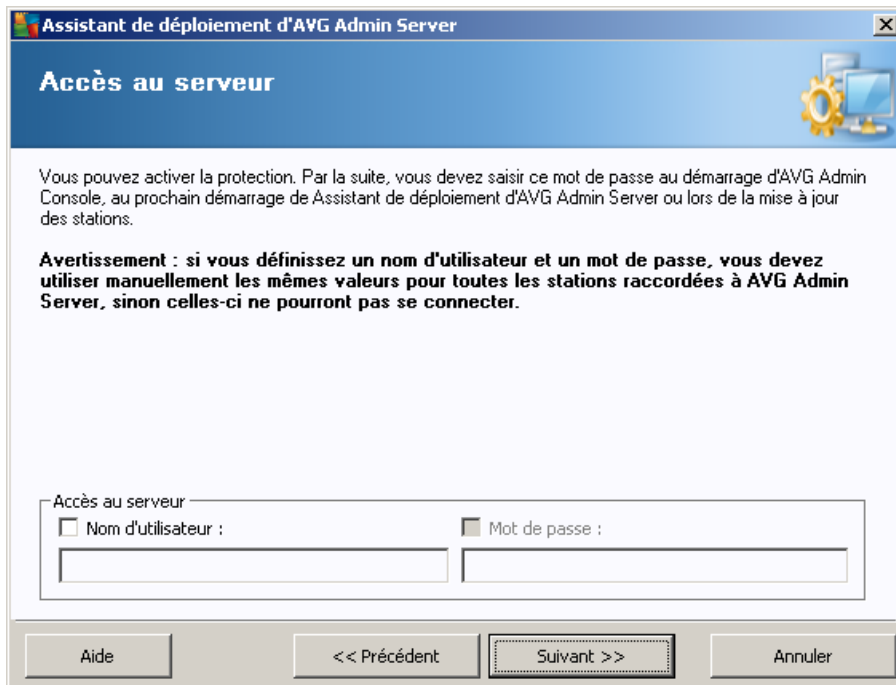 Assistant de déploiement d'AVG Admin Server
Accès au serveur
Vous pouvez activer la protection. Par la suite, vous devez saisir ce mot de passe au démarrage d'AVG Admin
Console, au prochain démarrage de Assistant de déploiement d'AVG Admin Server ou lors de la mise à jour
des stations.
Avertissement : si vous définissez un nom d'utilisateur et un mot de passe, vous devez
utiliser manuellement les mêmes valeurs pour toutes les stations raccordées à AVG Admin
Server, sinon celles-ci ne pourront pas se connecter.
Accès au serveur
Nom d'utilisateur : Mot de passe :
Aide << Précédent Suivant >> Annuler